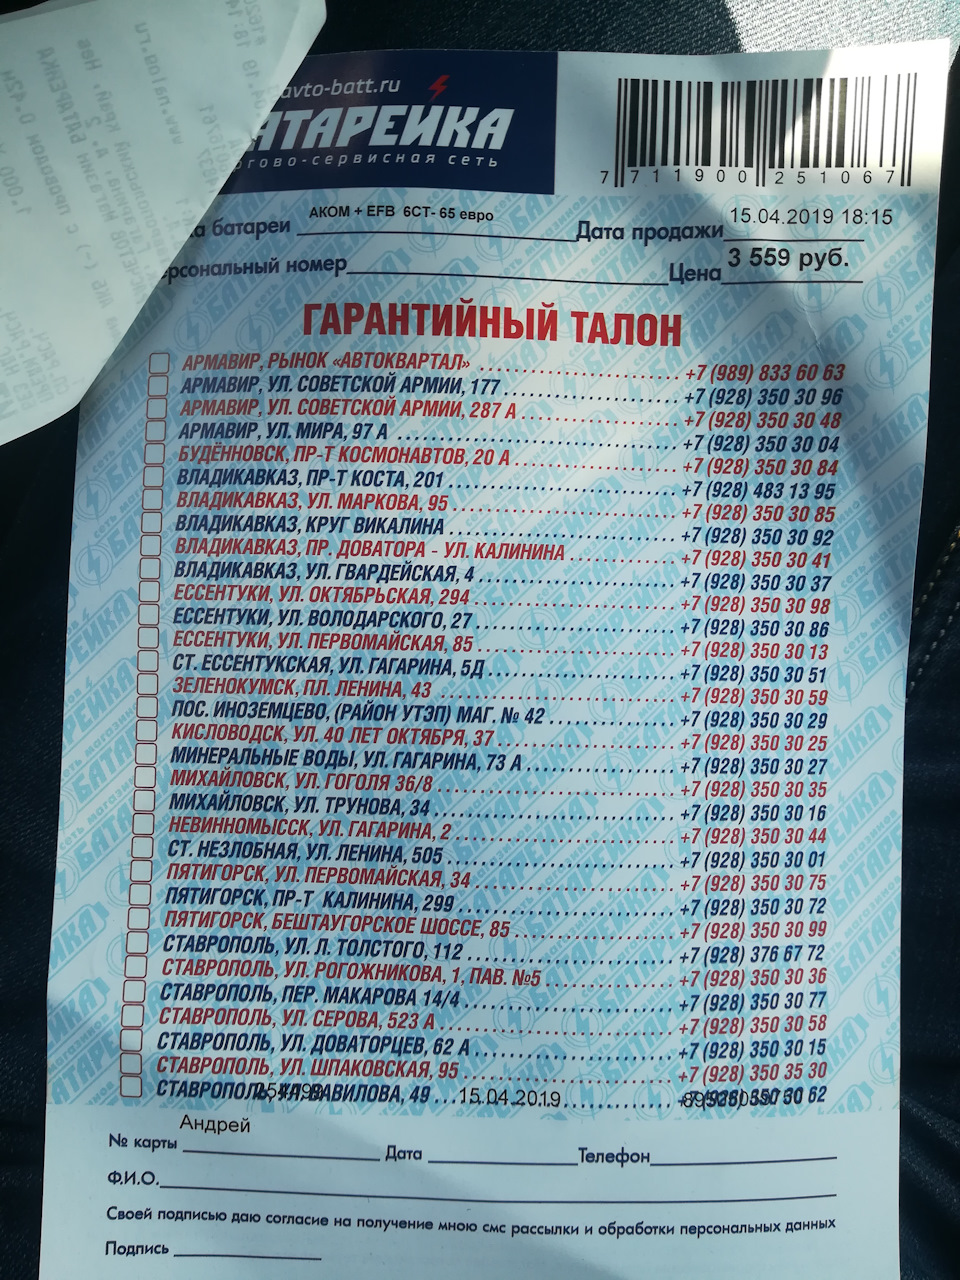 avto-batt.ru
БАТАРЕЙКА
торгово-сервисная сеть
7 711900 251067
батареи АКОМ + EFB 6СТ- 65 евро Дата продажи 15.04.2019 18:15
персональный номер Цена 3 559 руб.
ГАРАНТИЙНЫЙ ТАЛОН
АРМАВИР, РЫНОК «АВТОКВАРТАЛ» +7 (989) 833 60 63
АРМАВИР, УЛ. СОВЕТСКОЙ АРМИИ, 177 +7 (928) 350 30 96
АРМАВИР, УЛ. СОВЕТСКОЙ АРМИИ, 287 А +7 (928) 350 30 48
АРМАВИР, УЛ. МИРА, 97 А +7 (928) 350 30 04
БУДЁННОВСК, ПР-Т КОСМОНАВТОВ, 20 А +7 (928) 350 30 84
ВЛАДИКАВКАЗ, ПР-Т КОСТА, 201 +7 (928) 483 13 95
ВЛАДИКАВКАЗ, УЛ. МАРКОВА, 95 +7 (928) 350 30 85
ВЛАДИКАВКАЗ, КРУГ ВИКАЛИНА +7 (928) 350 30 92
ВЛАДИКАВКАЗ, ПР. ДОВАТОРА - УЛ. КАЛИНИНА +7 (928) 350 30 41
ВЛАДИКАВКАЗ, УЛ. ГВАРДЕЙСКАЯ, 4 +7 (928) 350 30 37
ЕССЕНТУКИ, УЛ. ОКТЯБРЬСКАЯ, 294 +7 (928) 350 30 98
ЕССЕНТУКИ, УЛ. ВОЛОДАРСКОГО, 27 +7 (928) 350 30 86
ЕССЕНТУКИ, УЛ. ПЕРВОМАЙСКАЯ, 85 +7 (928) 350 30 13
СТ. ЕССЕНТУКСКАЯ, УЛ. ГАГАРИНА, 5Д +7 (928) 350 30 51
ЗЕЛЕНОКУМСК, ПЛ. ЛЕНИНА, 43 +7 (928) 350 30 59
ПОС. ИНОЗЕМЦЕВО, (РАЙОН УТЭП) МАГ. № 42 +7 (928) 350 30 29
КИСЛОВОДСК, УЛ. 40 ЛЕТ ОКТЯБРЯ, 37 +7 (928) 350 30 25
МИНЕРАЛЬНЫЕ ВОДЫ, УЛ. ГАГАРИНА, 73 А +7 (928) 350 30 27
МИХАЙЛОВСК, УЛ. ГОГОЛЯ 36/8 +7 (928) 350 30 35
МИХАЙЛОВСК, УЛ. ТРУНОВА, 34 +7 (928) 350 30 16
НЕВИННОМЫССК, УЛ. ГАГАРИНА, 2 +7 (928) 350 30 44
СТ. НЕЗЛОБНАЯ, УЛ. ЛЕНИНА, 505 +7 (928) 350 30 01
ПЯТИГОРСК, УЛ. ПЕРВОМАЙСКАЯ, 34 +7 (928) 350 30 75
ПЯТИГОРСК, ПР-Т КАЛИНИНА, 299 +7 (928) 350 30 72
ПЯТИГОРСК, БЕШТАУГОРСКОЕ ШОССЕ, 85 +7 (928) 350 30 99
СТАВРОПОЛЬ, УЛ. Л. ТОЛСТОГО, 112 +7 (928) 376 67 72
СТАВРОПОЛЬ, УЛ. РОГОЖНИКОВА, 1, ПАВ. №5 +7 (928) 350 30 36
СТАВРОПОЛЬ, ПЕР. МАКАРОВА 14/4 +7 (928) 350 30 77
СТАВРОПОЛЬ, УЛ. СЕРОВА, 523 А +7 (928) 350 30 58
СТАВРОПОЛЬ, УЛ. ДОВАТОРЦЕВ, 62 А +7 (928) 350 30 15
СТАВРОПОЛЬ, УЛ. ШПАКОВСКАЯ, 95 +7 (928) 350 35 30
СТАВРОПОЛЬ, УЛ. ВАВИЛОВА, 49 +7 (928) 350 30 62
15.04.2019
Андрей
№ карты Дата Телефон
Ф.И.О.
Своей подписью даю согласие на получение мною смс рассылки и обработки персональных данных
Подпись